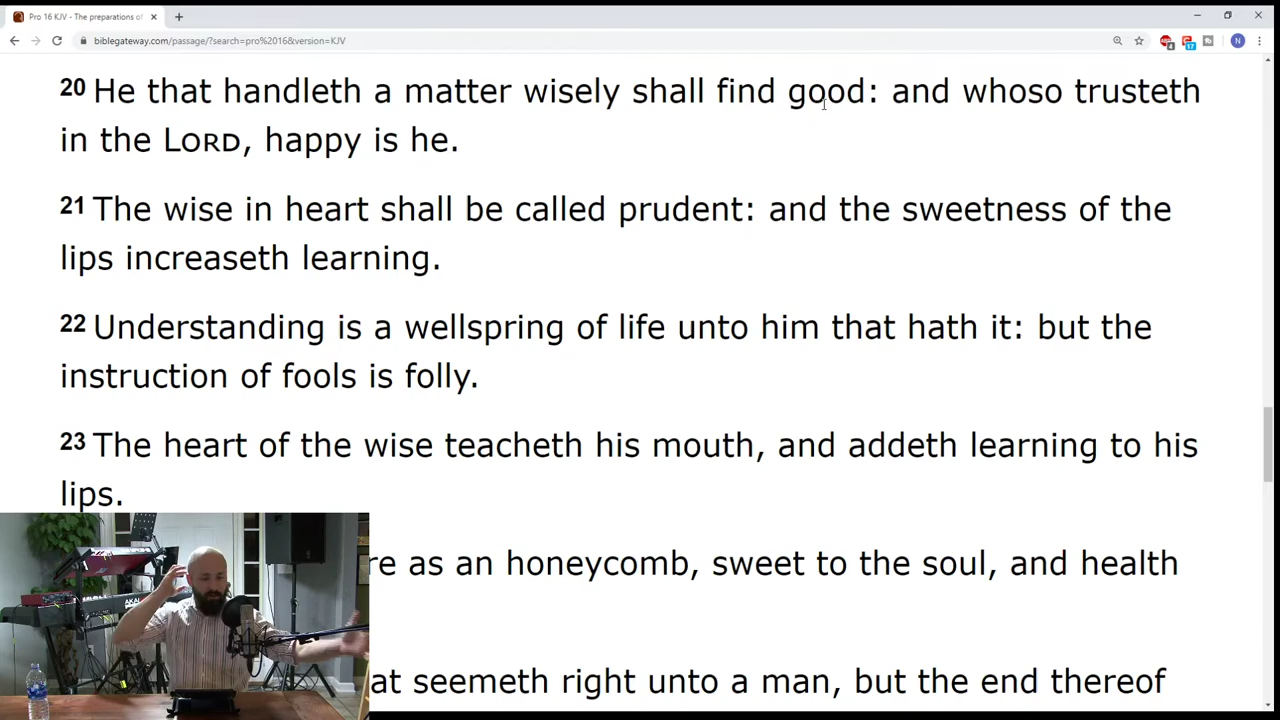 Pro 16 KJV - The preparations of
biblegateway.com/passage/?search=pro%2016&version=KJV
4
17
N
20 He that handleth a matter wisely shall find good: and whoso trusteth
in the LORD, happy is he.
21 The wise in heart shall be called prudent: and the sweetness of the
lips increaseth learning.
22 Understanding is a wellspring of life unto him that hath it: but the
instruction of fools is folly.
23 The heart of the wise teacheth his mouth, and addeth learning to his
lips.
re as an honeycomb, sweet to the soul, and health
at seemeth right unto a man, but the end thereof